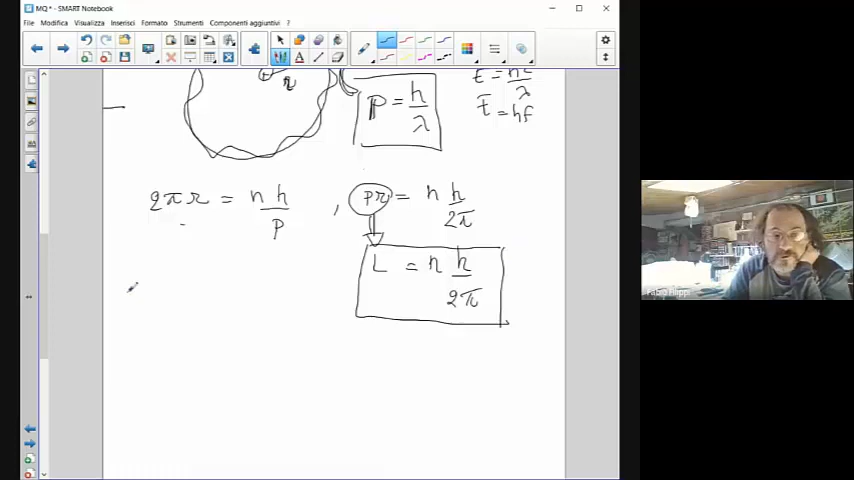 MQ * - SMART Notebook
File Modifica Visualizza Inserisci Formato Strumenti Componenti aggiuntivi ?
r
P = h/λ
E = hc/λ
E = hf
2πr = n h/p , pr = n h/2π
L = n h/2π